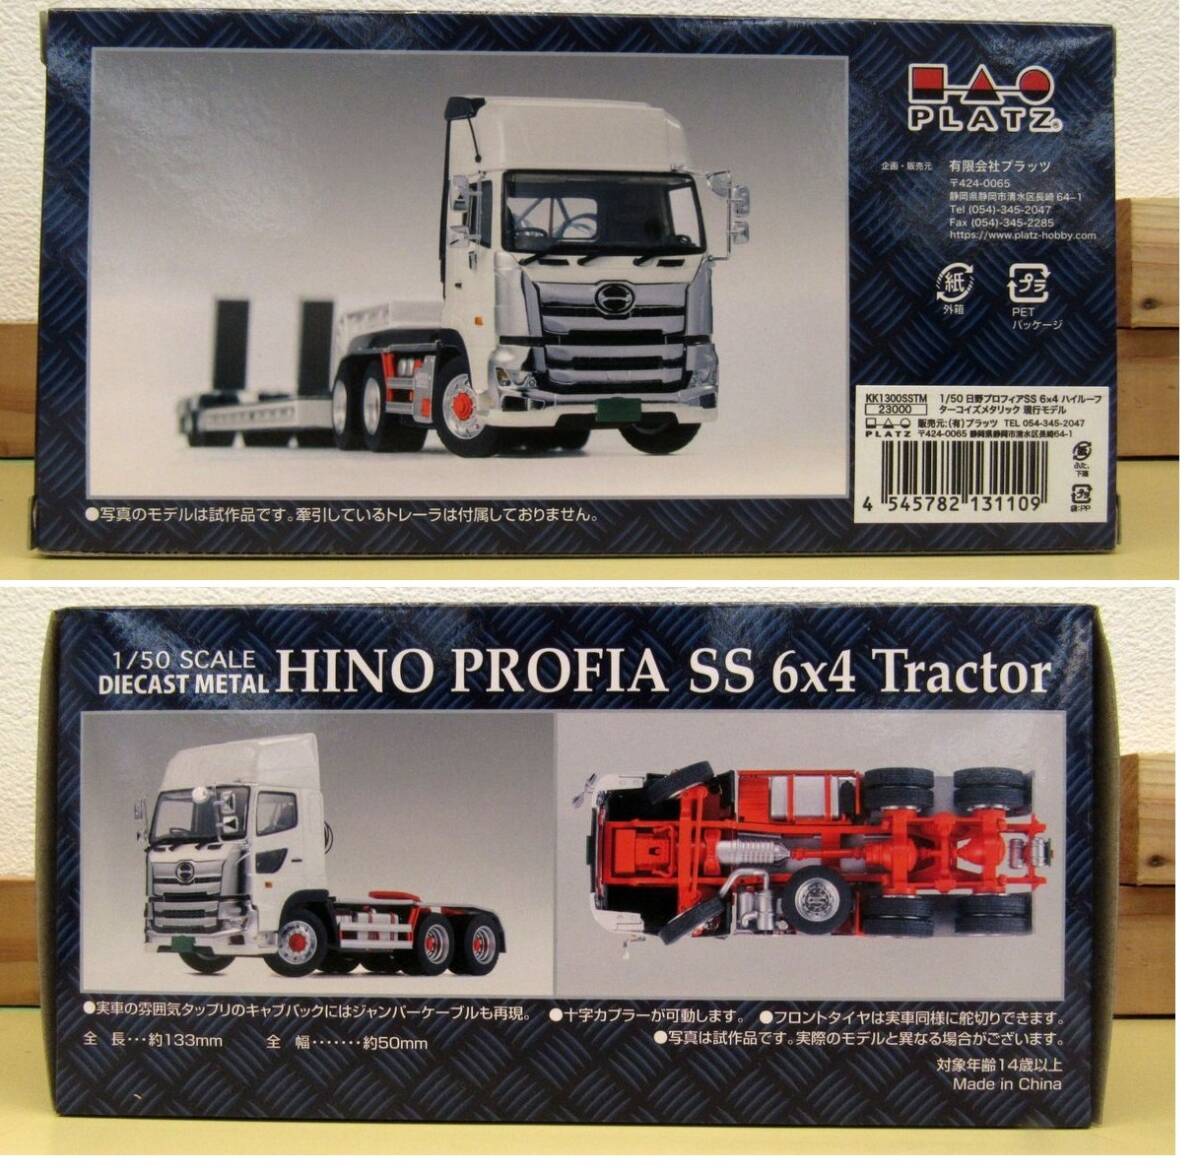 PLATZ®
企画・販売元 有限会社プラッツ
〒424-0065
静岡県静岡市清水区長崎 64-1
Tel (054)-345-2047
Fax (054)-345-2285
https://www.platz-hobby.com
紙
外箱
プラ
PET
パッケージ
KK1300SSTM 1/50 日野プロフィアSS 6x4 ハイルーフ
23000 ターコイズメタリック 現行モデル
販売元:(有)プラッツ TEL 054-345-2047
PLATZ 〒424-0065 静岡県静岡市清水区長崎64-1
4 545782 131109
●写真のモデルは試作品です。牽引しているトレーラは付属しておりません。
1/50 SCALE
DIECAST METAL HINO PROFIA SS 6x4 Tractor
●実車の雰囲気タップリのキャブバックにはジャンパーケーブルも再現。 ●十字カプラーが可動します。 ●フロントタイヤは実車同様に舵切りできます。
全 長･･･約133mm 全 幅･･･････約50mm ●写真は試作品です。実際のモデルと異なる場合がございます。
対象年齢14歳以上
Made in China